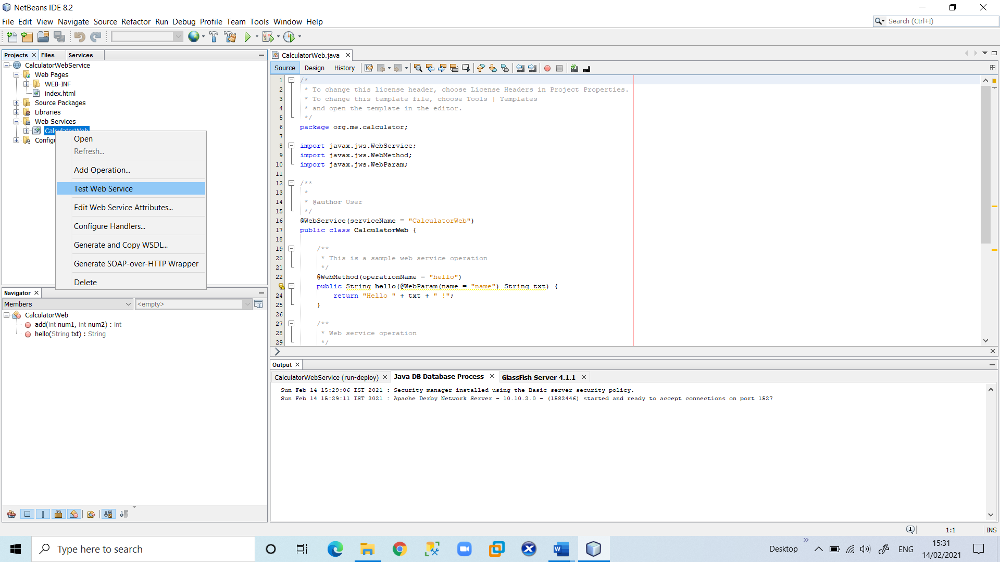 NetBeans IDE 8.2
File Edit View Navigate Source Refactor Run Debug Profile Team Tools Window Help
Search (Ctrl+I)
Projects Files Services
CalculatorWebService
Web Pages
WEB-INF
index.html
Source Packages
Libraries
Web Services
CalculatorWeb
Configu
Open
Refresh...
Add Operation...
Test Web Service
Edit Web Service Attributes...
Configure Handlers...
Generate and Copy WSDL...
Generate SOAP-over-HTTP Wrapper
Delete
Navigator
Members
<empty>
CalculatorWeb
add(int num1, int num2) : int
hello(String txt) : String
CalculatorWeb.java
Source Design History
1 /*
2 * To change this license header, choose License Headers in Project Properties.
3 * To change this template file, choose Tools | Templates
4 * and open the template in the editor.
5 */
6 package org.me.calculator;
7
8 import javax.jws.WebService;
9 import javax.jws.WebMethod;
10 import javax.jws.WebParam;
11
12 /**
13 *
14 * @author User
15 */
16 @WebService(serviceName = "CalculatorWeb")
17 public class CalculatorWeb {
18
19 /**
20 * This is a sample web service operation
21 */
22 @WebMethod(operationName = "hello")
public String hello(@WebParam(name = "name") String txt) {
24 return "Hello " + txt + " !";
25 }
26
27 /**
28 * Web service operation
29 */
Output
CalculatorWebService (run-deploy) Java DB Database Process GlassFish Server 4.1.1
Sun Feb 14 15:29:06 IST 2021 : Security manager installed using the Basic server security policy.
Sun Feb 14 15:29:11 IST 2021 : Apache Derby Network Server - 10.10.2.0 - (1582446) started and ready to accept connections on port 1527
1:1 INS
Type here to search
Desktop
ENG
15:31
14/02/2021